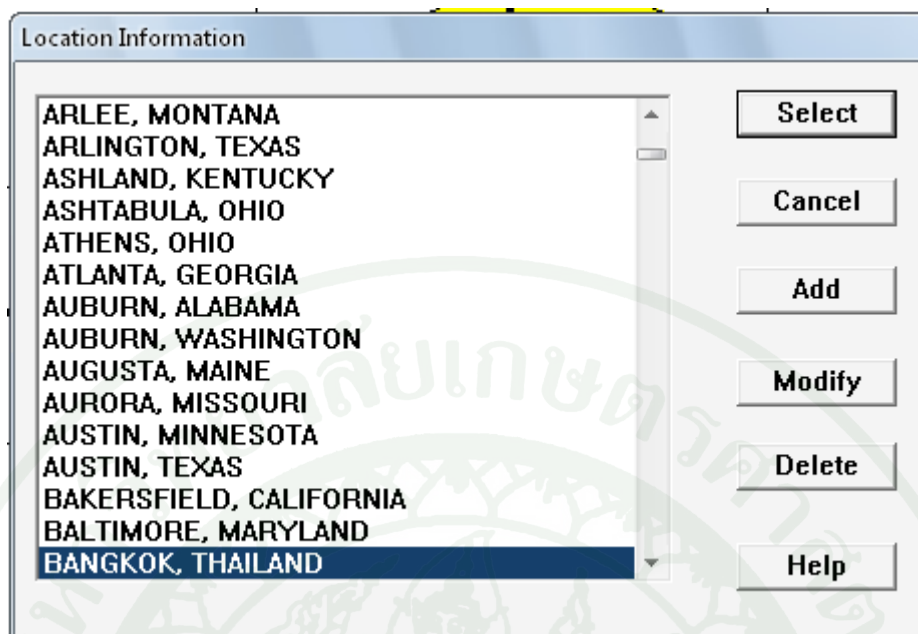 Location Information
ARLEE, MONTANA
ARLINGTON, TEXAS
ASHLAND, KENTUCKY
ASHTABULA, OHIO
ATHENS, OHIO
ATLANTA, GEORGIA
AUBURN, ALABAMA
AUBURN, WASHINGTON
AUGUSTA, MAINE
AURORA, MISSOURI
AUSTIN, MINNESOTA
AUSTIN, TEXAS
BAKERSFIELD, CALIFORNIA
BALTIMORE, MARYLAND
BANGKOK, THAILAND
Select
Cancel
Add
Modify
Delete
Help